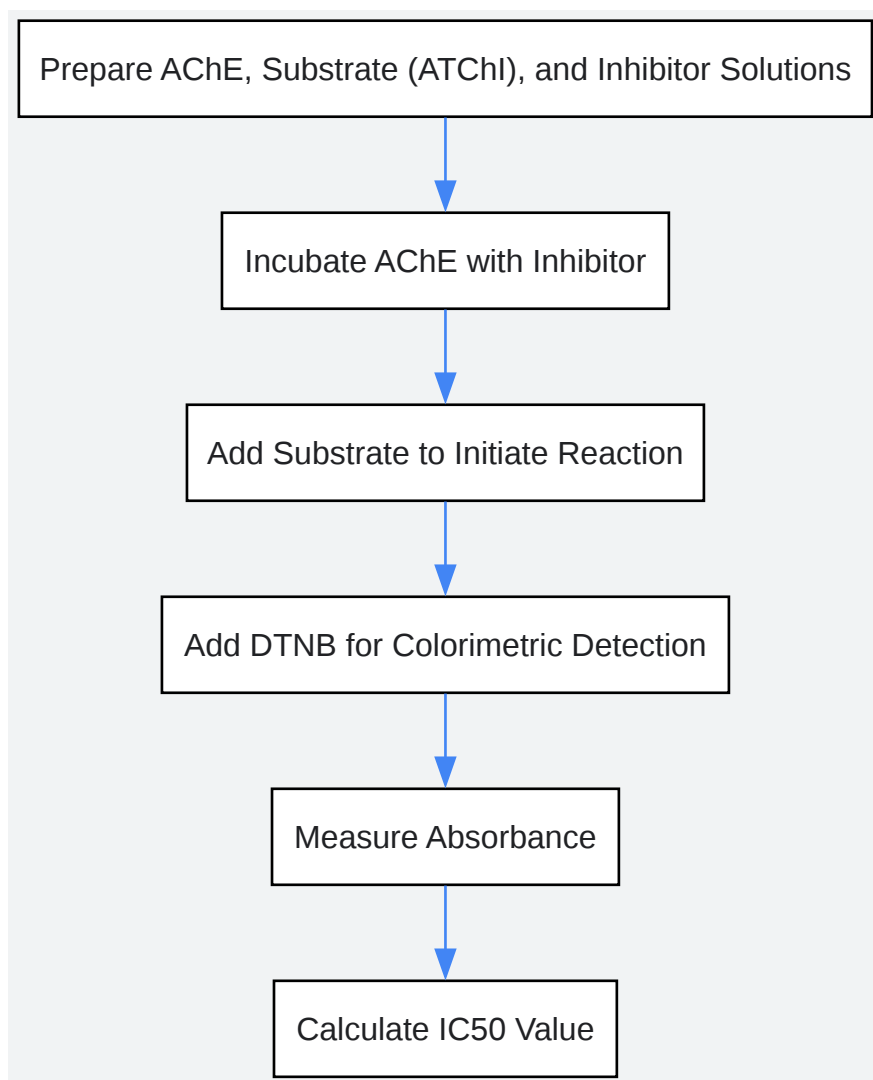 Prepare AChE, Substrate (ATChI), and Inhibitor Solutions
Incubate AChE with Inhibitor
Add Substrate to Initiate Reaction
Add DTNB for Colorimetric Detection
Measure Absorbance
Calculate IC50 Value